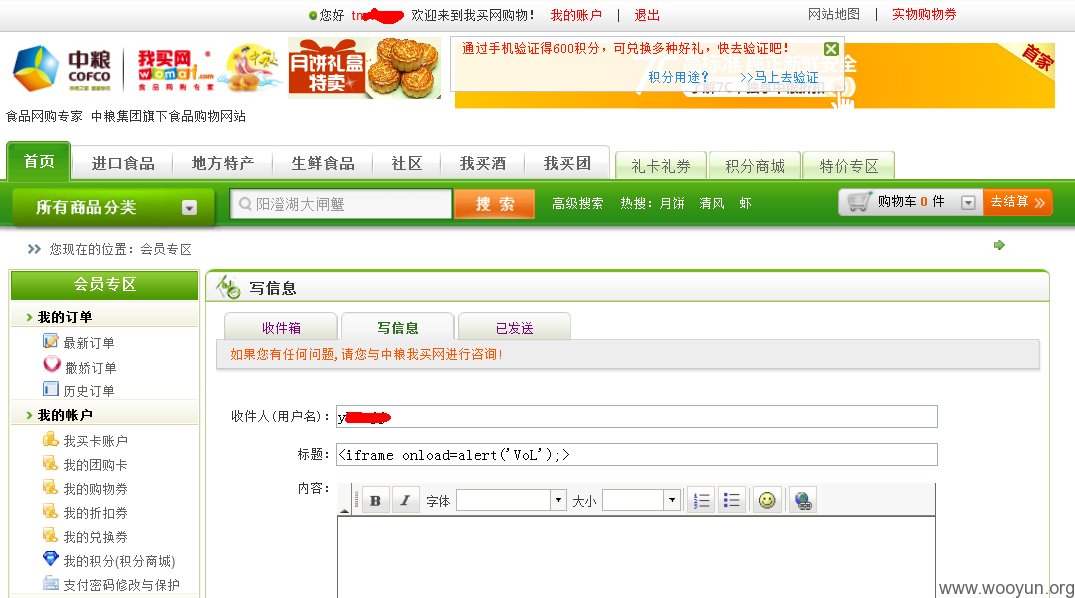 您好 tn 欢迎来到我买网购物! 我的账户 | 退出 网站地图 | 实物购物券
中粮 COFCO 我买网 womai.com 食品网购专家 中秋
月饼礼盒 特卖
通过手机验证得600积分，可兑换多种好礼，快去验证吧!
积分用途? >>马上去验证
首家
食品网购专家 中粮集团旗下食品购物网站
首页 进口食品 地方特产 生鲜食品 社区 我买酒 我买团 礼卡礼券 积分商城 特价专区
所有商品分类 阳澄湖大闸蟹 搜索 高级搜索 热搜: 月饼 清风 虾 购物车 0 件 去结算 »
您现在的位置: 会员专区
会员专区
我的订单
最新订单
撒娇订单
历史订单
我的帐户
我买卡账户
我的团购卡
我的购物券
我的折扣券
我的兑换券
我的积分(积分商城)
支付密码修改与保护
写信息
收件箱 写信息 已发送
如果您有任何问题,请您与中粮我买网进行咨询!
收件人(用户名): y
标题: <iframe onload=alert('VoL');>
内容: B I 字体 大小
www.wooyun.org